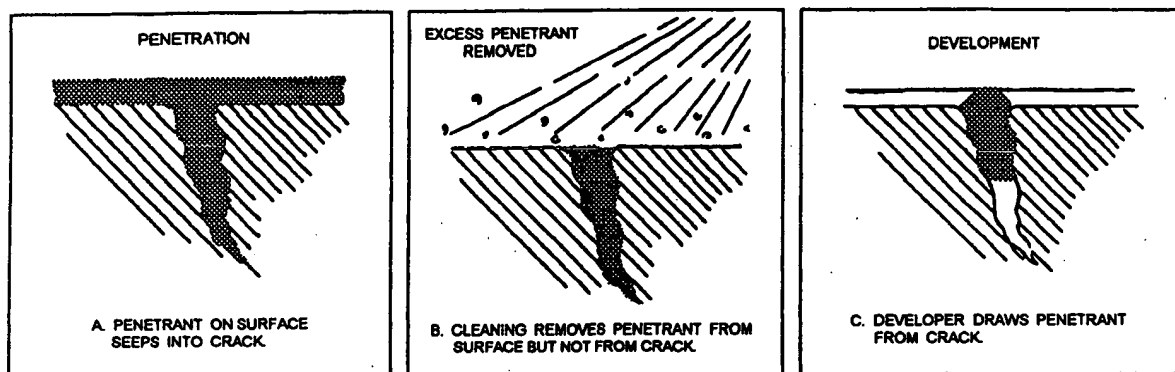 PENETRATION
A. PENETRANT ON SURFACE
SEEPS INTO CRACK.
EXCESS PENETRANT
REMOVED
B. CLEANING REMOVES PENETRANT FROM
SURFACE BUT NOT FROM CRACK.
DEVELOPMENT
C. DEVELOPER DRAWS PENETRANT
FROM CRACK.